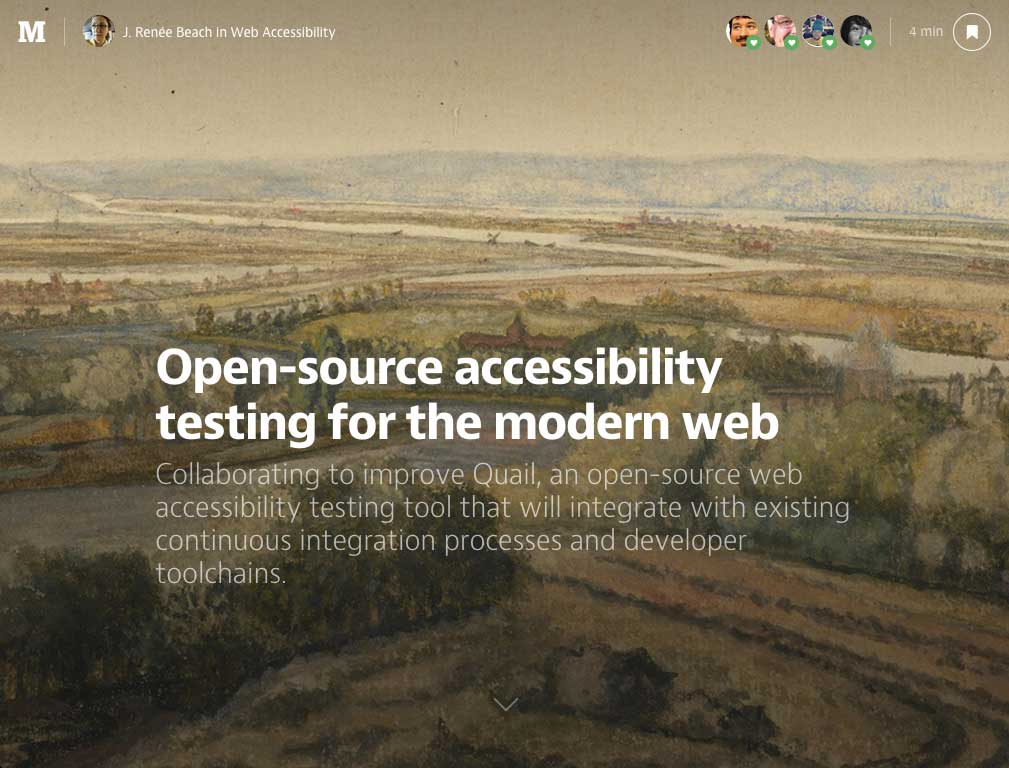 M
J. Renée Beach in Web Accessibility
4 min
Open-source accessibility
testing for the modern web
Collaborating to improve Quail, an open-source web
accessibility testing tool that will integrate with existing
continuous integration processes and developer
toolchains.